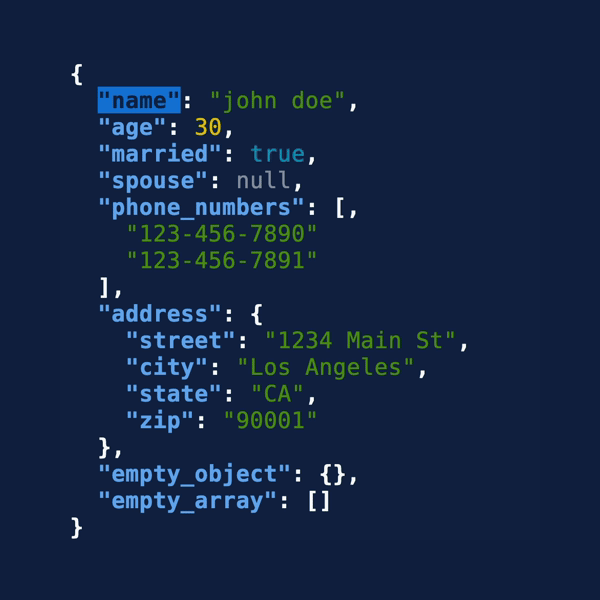 {
  "name": "john doe",
  "age": 30,
  "married": true,
  "spouse": null,
  "phone_numbers": [,
    "123-456-7890"
    "123-456-7891"
  ],
  "address": {
    "street": "1234 Main St",
    "city": "Los Angeles",
    "state": "CA",
    "zip": "90001"
  },
  "empty_object": {},
  "empty_array": []
}